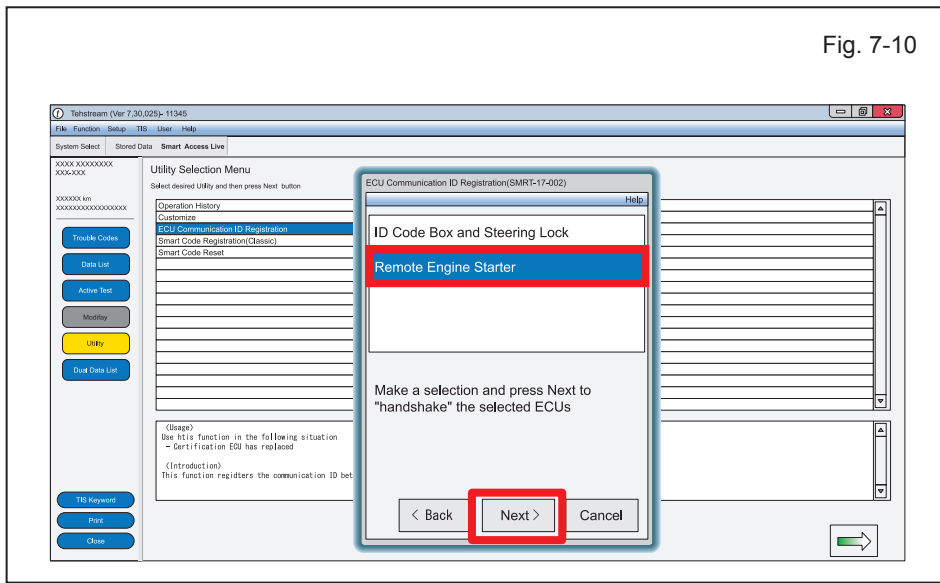 Fig. 7-10
Tehstream (Ver 7,30,025)- 11345
File Function Setup TIS User Help
System Select Stored Data Smart Access Live
XXXX XXXXXXXX
XXX-XXX
XXXXXX km
XXXXXXXXXXXXXXXXX
Trouble Codes
Data List
Active Test
Modifay
Utility
Dual Data List
TIS Keyword
Print
Close
Utility Selection Menu
Select desired Utility and then press Next button
Operation History
Customize
ECU Communication ID Registration
Smart Code Registration(Classic)
Smart Code Reset
(Usage)
Use htis function in the following situation
- Certification ECU has replaced
(Introduction)
This function regidters the communication ID bet
ECU Communication ID Registration(SMRT-17-002)
Help
ID Code Box and Steering Lock
Remote Engine Starter
Make a selection and press Next to
"handshake" the selected ECUs
< Back Next > Cancel